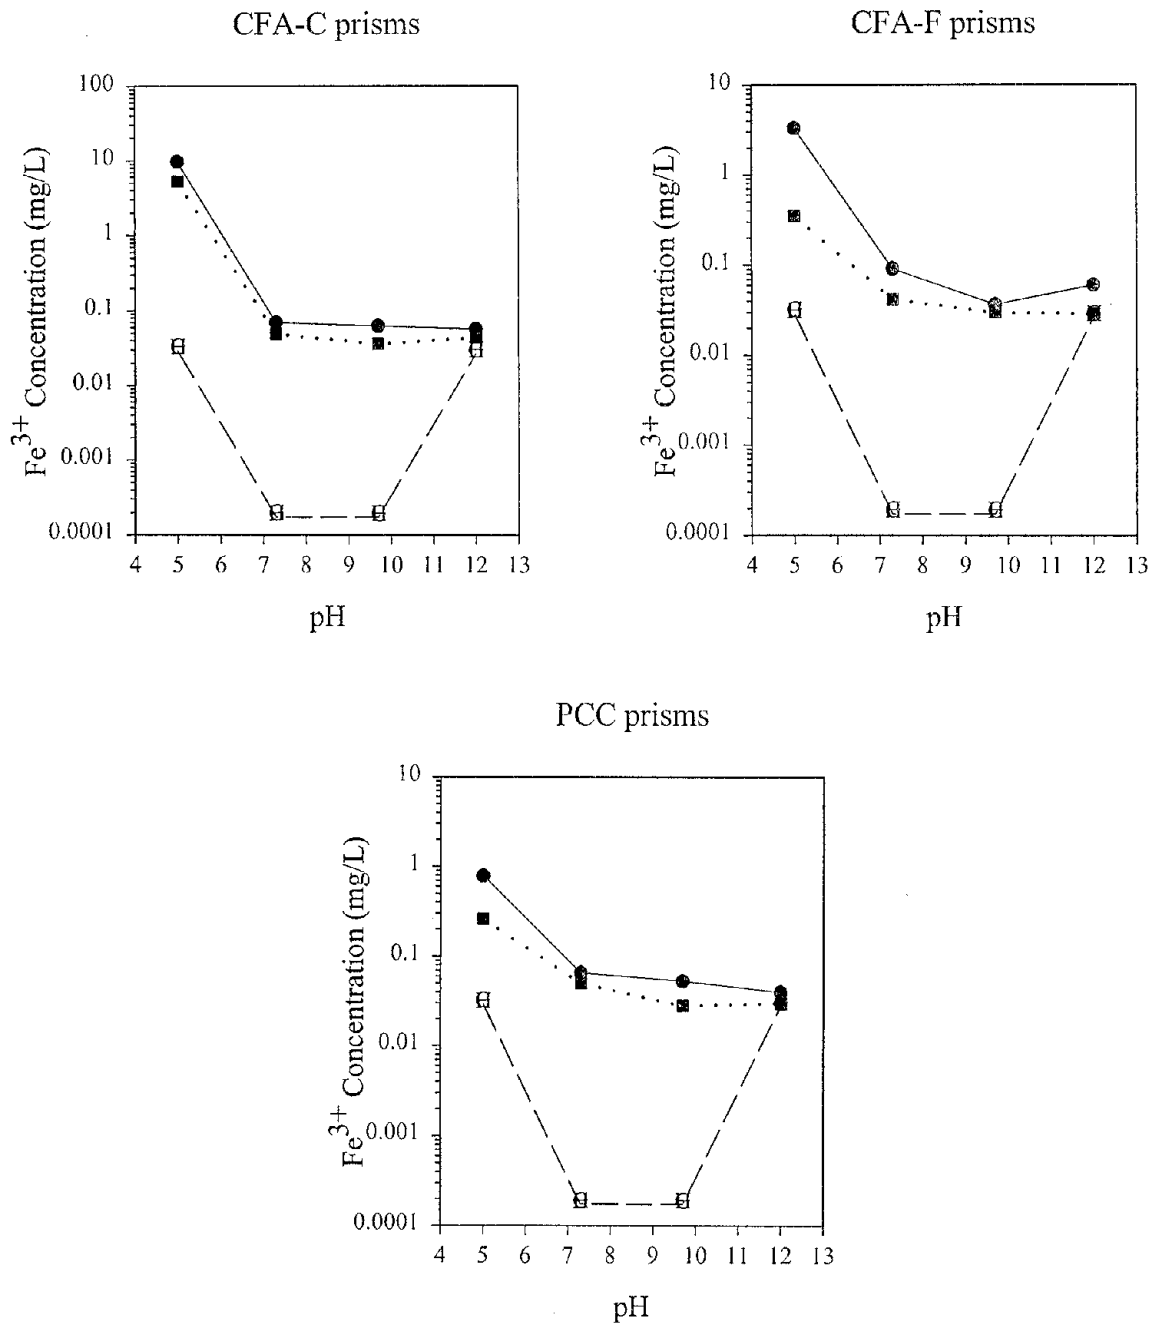 CFA-C prisms
CFA-F prisms
100
10
1
0.1
0.01
0.001
0.0001
Fe3+ Concentration (mg/L)
4 5 6 7 8 9 10 11 12 13
pH
10
1
0.1
0.01
0.001
0.0001
Fe3+ Concentration (mg/L)
4 5 6 7 8 9 10 11 12 13
pH
PCC prisms
10
1
0.1
0.01
0.001
0.0001
Fe3+ Concentration (mg/L)
4 5 6 7 8 9 10 11 12 13
pH